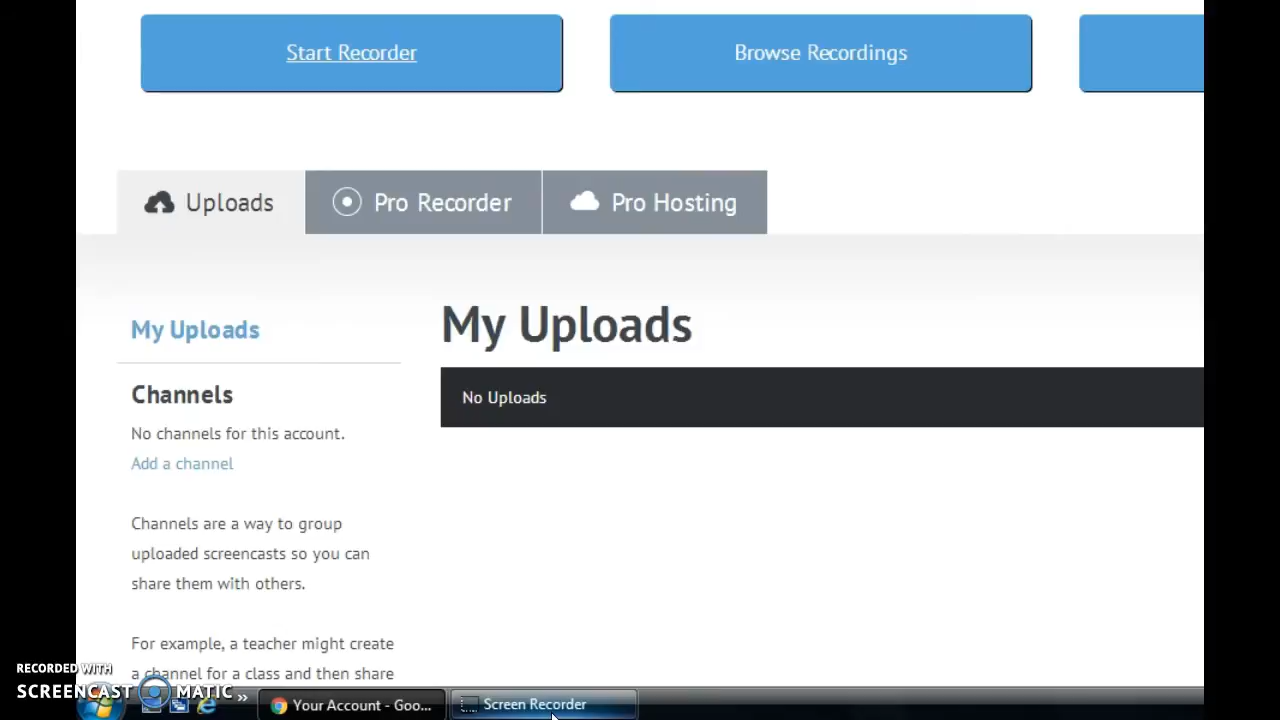 Start Recorder
Browse Recordings
Uploads
Pro Recorder
Pro Hosting
My Uploads
My Uploads
No Uploads
Channels
No channels for this account.
Add a channel
Channels are a way to group
uploaded screencasts so you can
share them with others.
For example, a teacher might create
a channel for a class and then share
RECORDED WITH
SCREENCAST MATIC
»
Your Account - Goo...
Screen Recorder